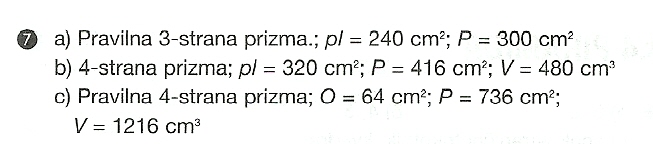 7 a) Pravilna 3-strana prizma.; pl = 240 cm²; P = 300 cm²
b) 4-strana prizma; pl = 320 cm²; P = 416 cm²; V = 480 cm³
c) Pravilna 4-strana prizma; O = 64 cm²; P = 736 cm²;
V = 1216 cm³